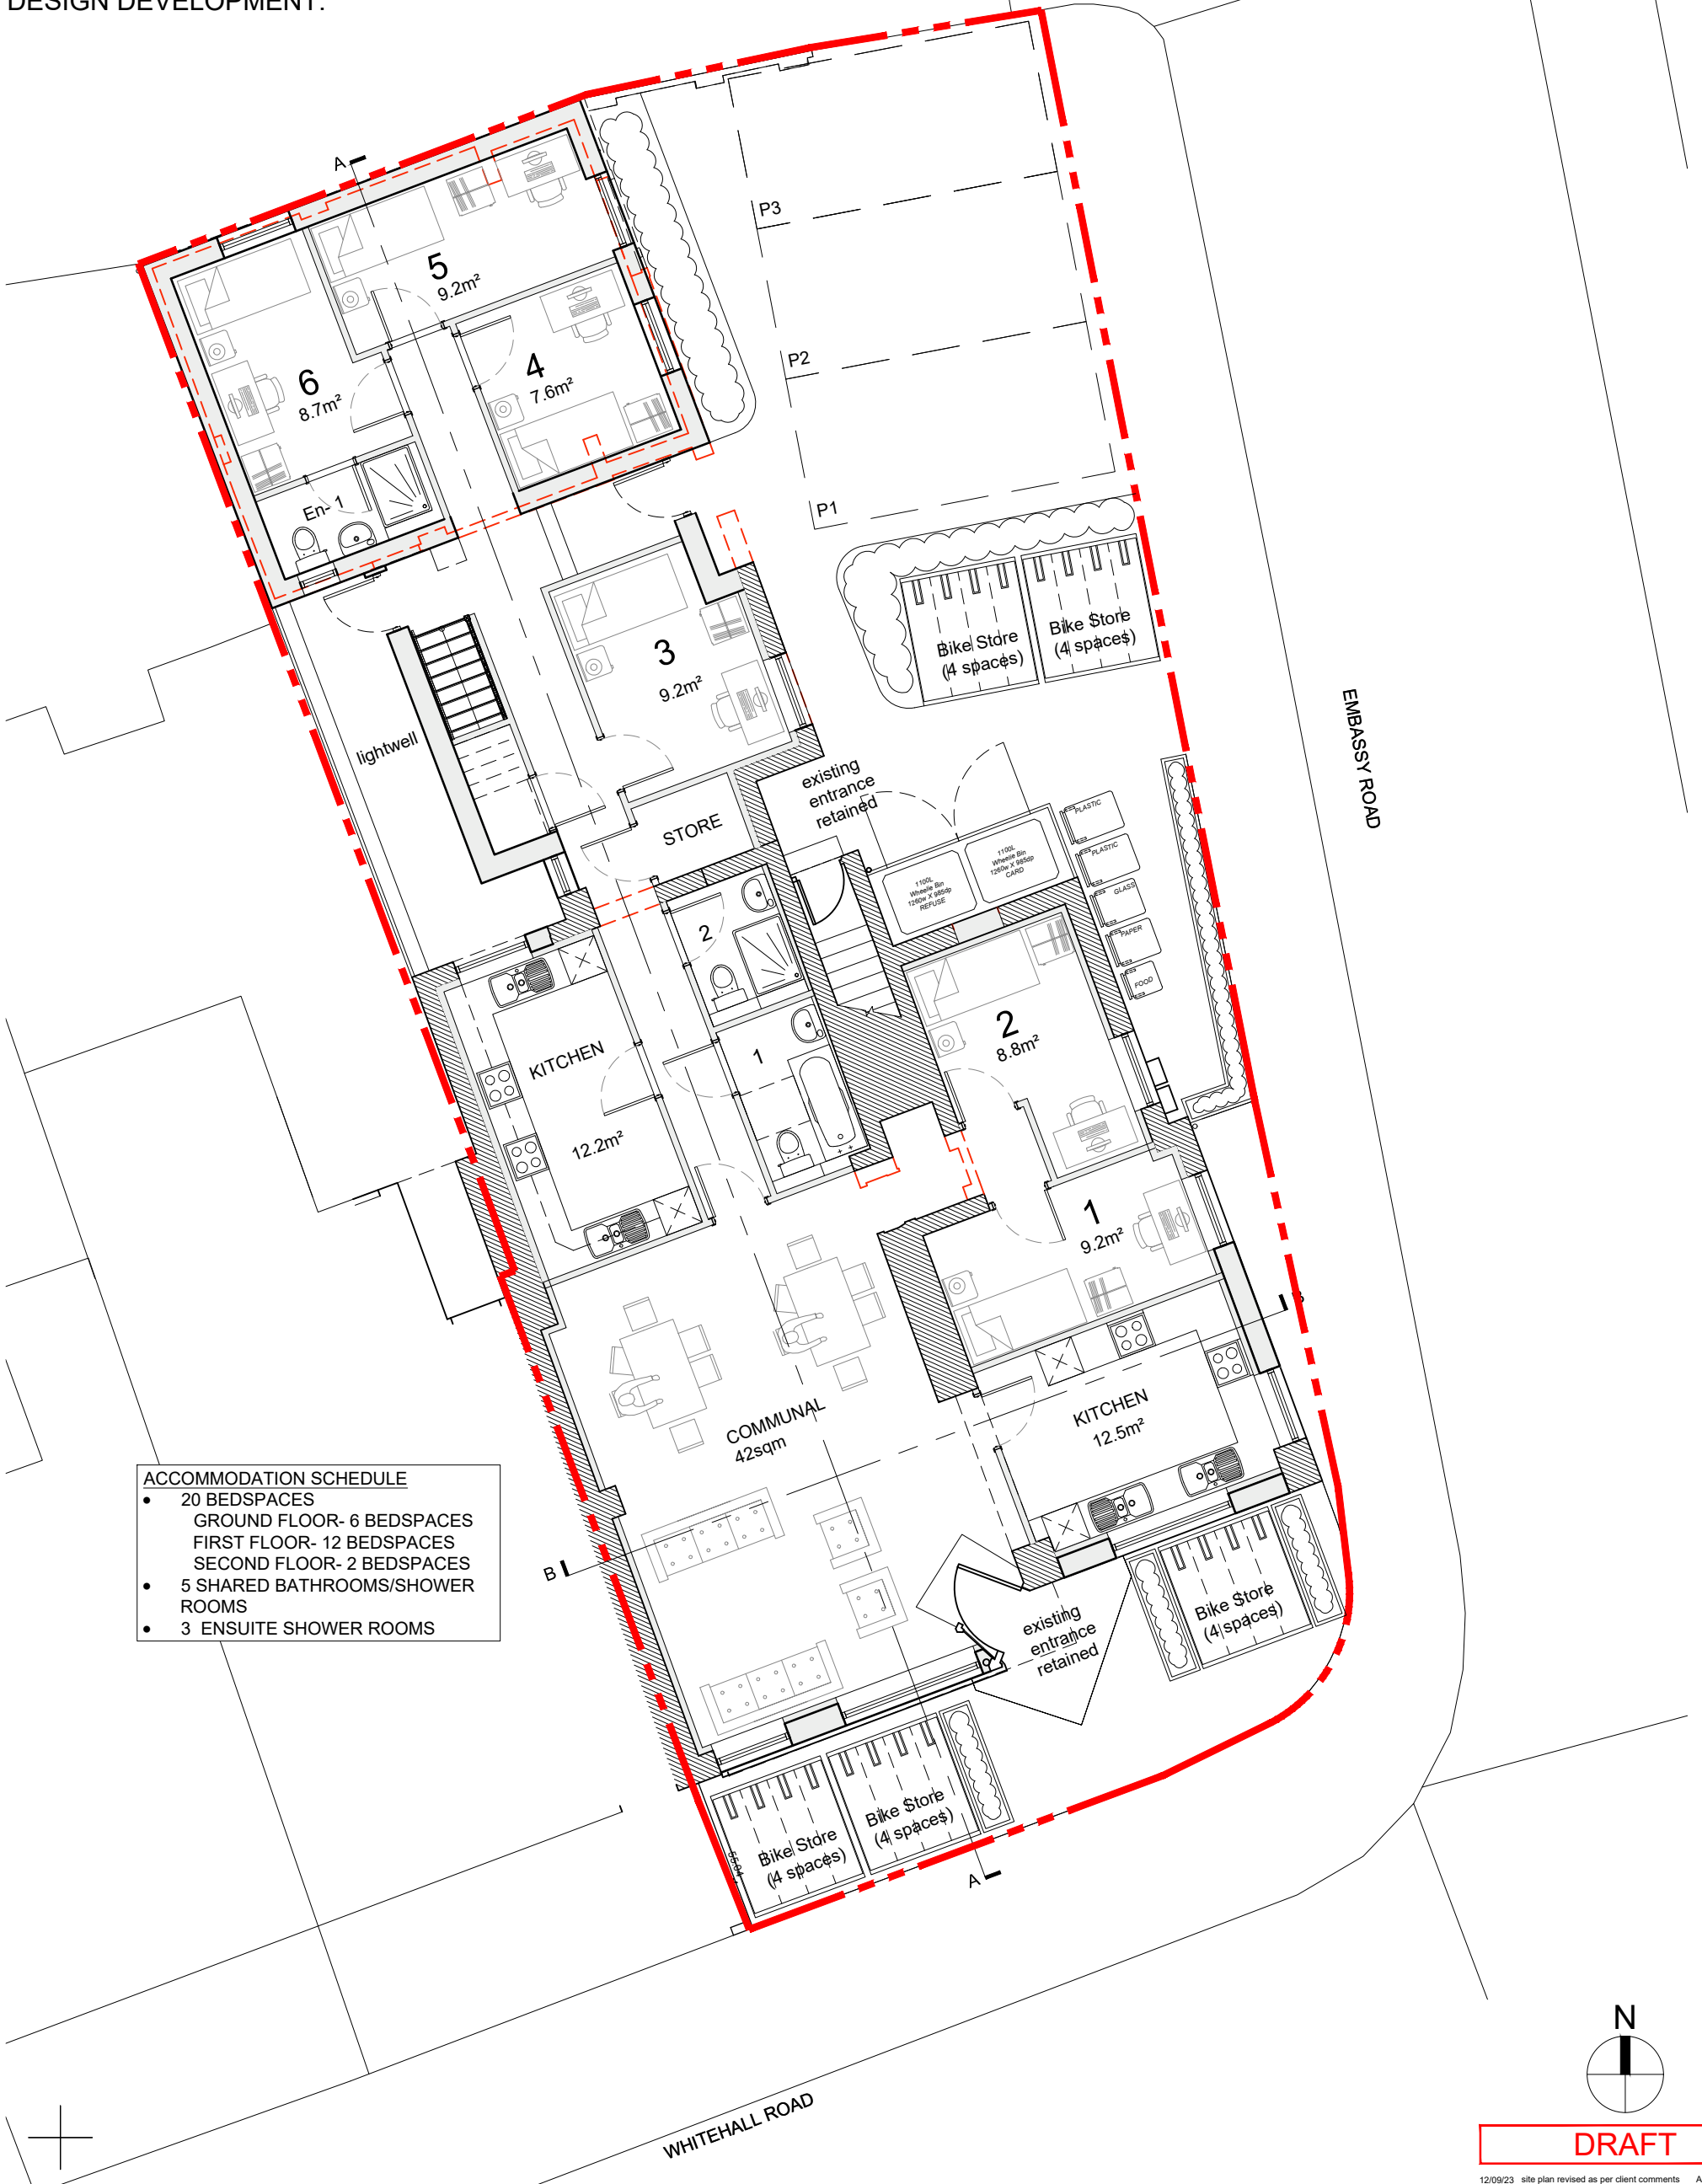 DESIGN DEVELOPMENT.
A
P3
5
9.2m²
P2
4
7.6m²
6
8.7m²
P1
En- 1
Bike Store
(4 spaces)
Bike Store
(4 spaces)
3
9.2m²
lightwell
EMBASSY ROAD
existing
entrance
retained
STORE
PLASTIC
PLASTIC
GLASS
PAPER
FOOD
1100L
Wheelie Bin
1260w X 985dp
CARD
1100L
Wheelie Bin
1260w X 985dp
REFUSE
2
2
8.8m²
KITCHEN
12.2m²
1
1
9.2m²
B
KITCHEN
12.5m²
COMMUNAL
42sqm
ACCOMMODATION SCHEDULE
• 20 BEDSPACES
GROUND FLOOR- 6 BEDSPACES
FIRST FLOOR- 12 BEDSPACES
SECOND FLOOR- 2 BEDSPACES
• 5 SHARED BATHROOMS/SHOWER
ROOMS
• 3 ENSUITE SHOWER ROOMS
B
existing
entrance
retained
Bike Store
(4 spaces)
Bike Store
(4 spaces)
Bike Store
(4 spaces)
A
WHITEHALL ROAD
N
DRAFT
12/09/23 site plan revised as per client comments A